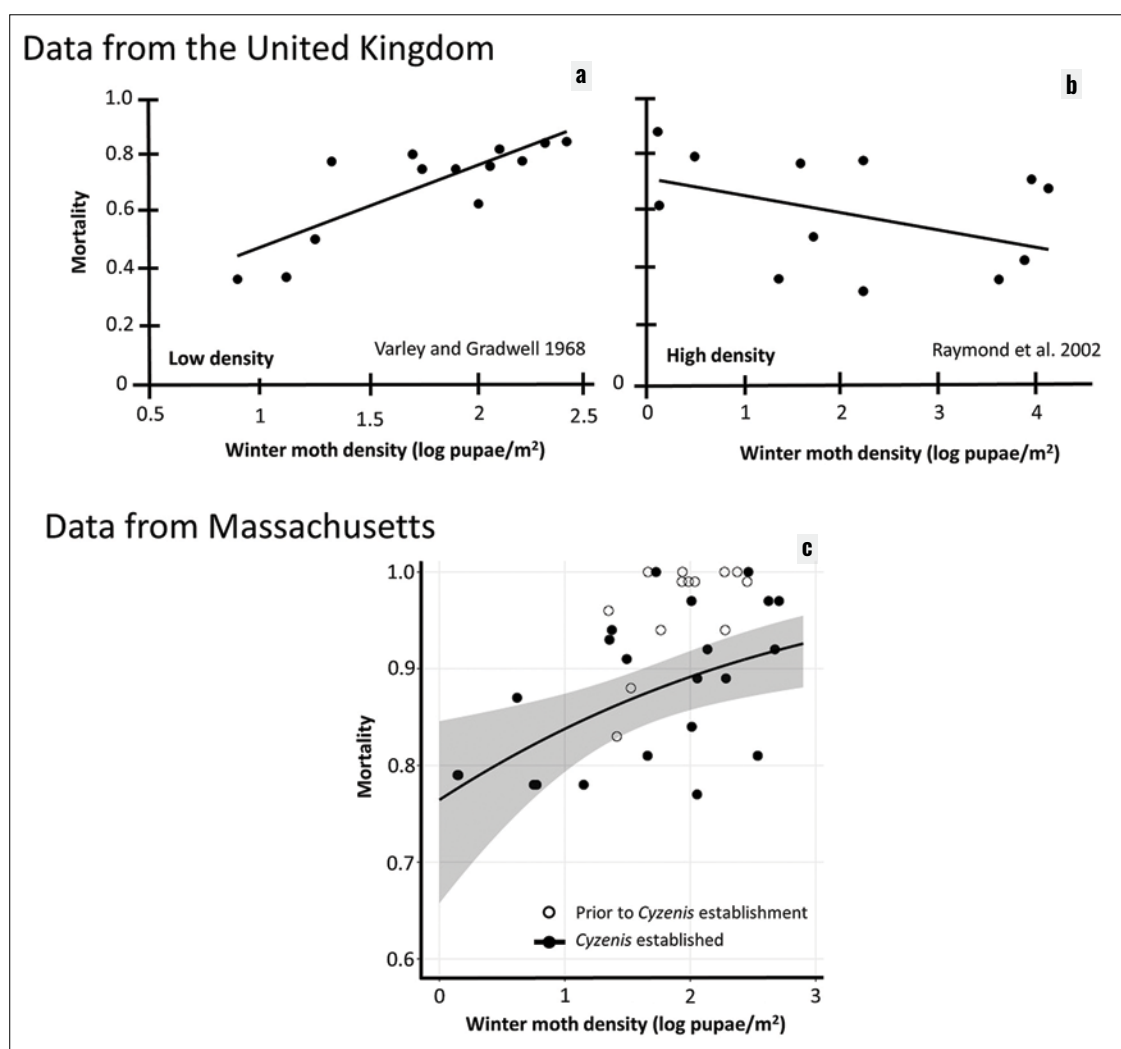 Data from the United Kingdom
a
1.0
0.8
0.6
0.4
0.2
0
Mortality
Low density
Varley and Gradwell 1968
0.5
1
1.5
2
2.5
Winter moth density (log pupae/m²)
b
0
High density
Raymond et al. 2002
0
1
2
3
4
Winter moth density (log pupae/m²)
Data from Massachusetts
c
1.0
0.9
0.8
0.7
0.6
Mortality
Prior to Cyzenis establishment
Cyzenis established
0
1
2
3
Winter moth density (log pupae/m²)